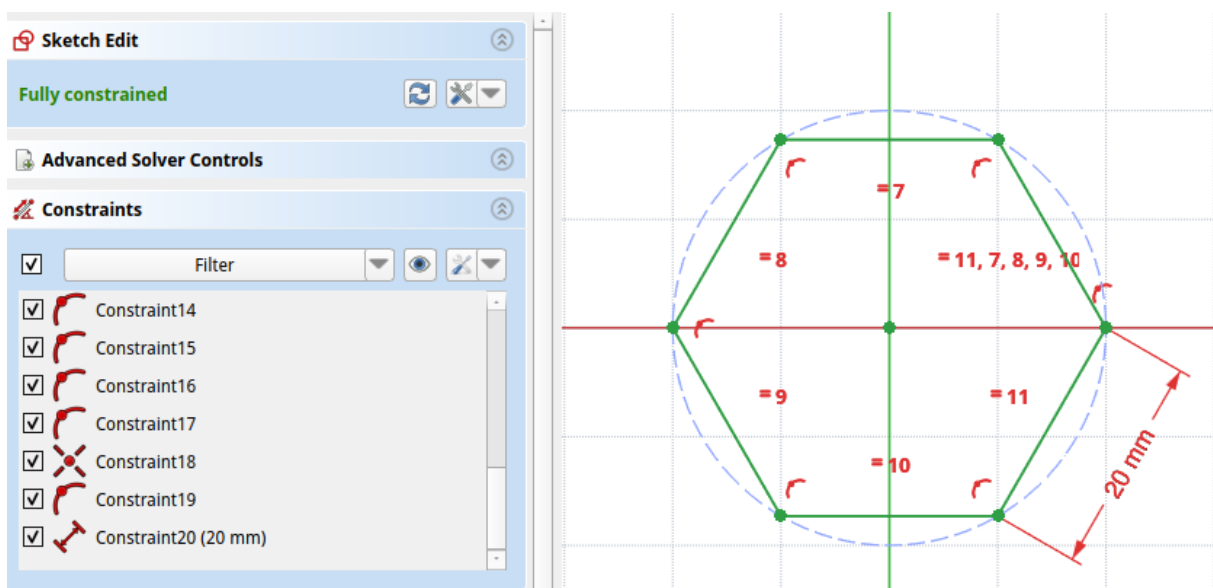 Sketch Edit
Fully constrained
Advanced Solver Controls
Constraints
Filter
Constraint14
Constraint15
Constraint16
Constraint17
Constraint18
Constraint19
Constraint20 (20 mm)
= 7
= 8
= 11, 7, 8, 9, 10
= 9
= 11
= 10
20 mm